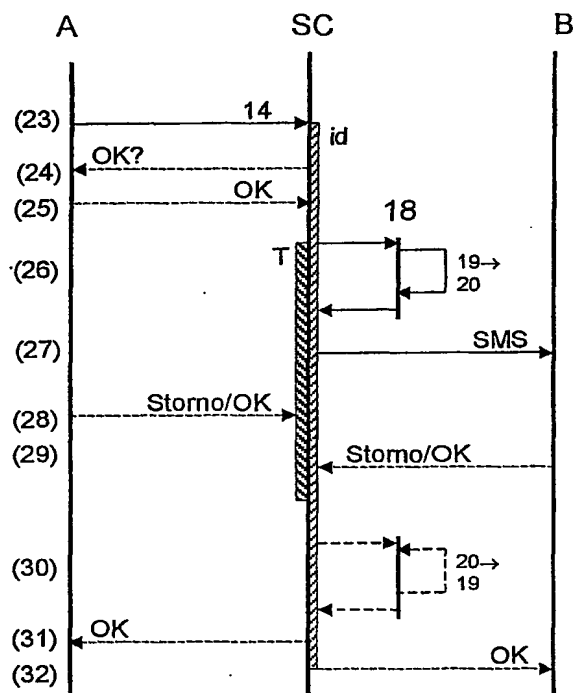 A SC B
(23) 14
id
(24) OK?
(25) OK
18
T
(26) 19→
20
(27) SMS
(28) Storno/OK
(29) Storno/OK
(30) 20→
19
(31) OK
(32) OK